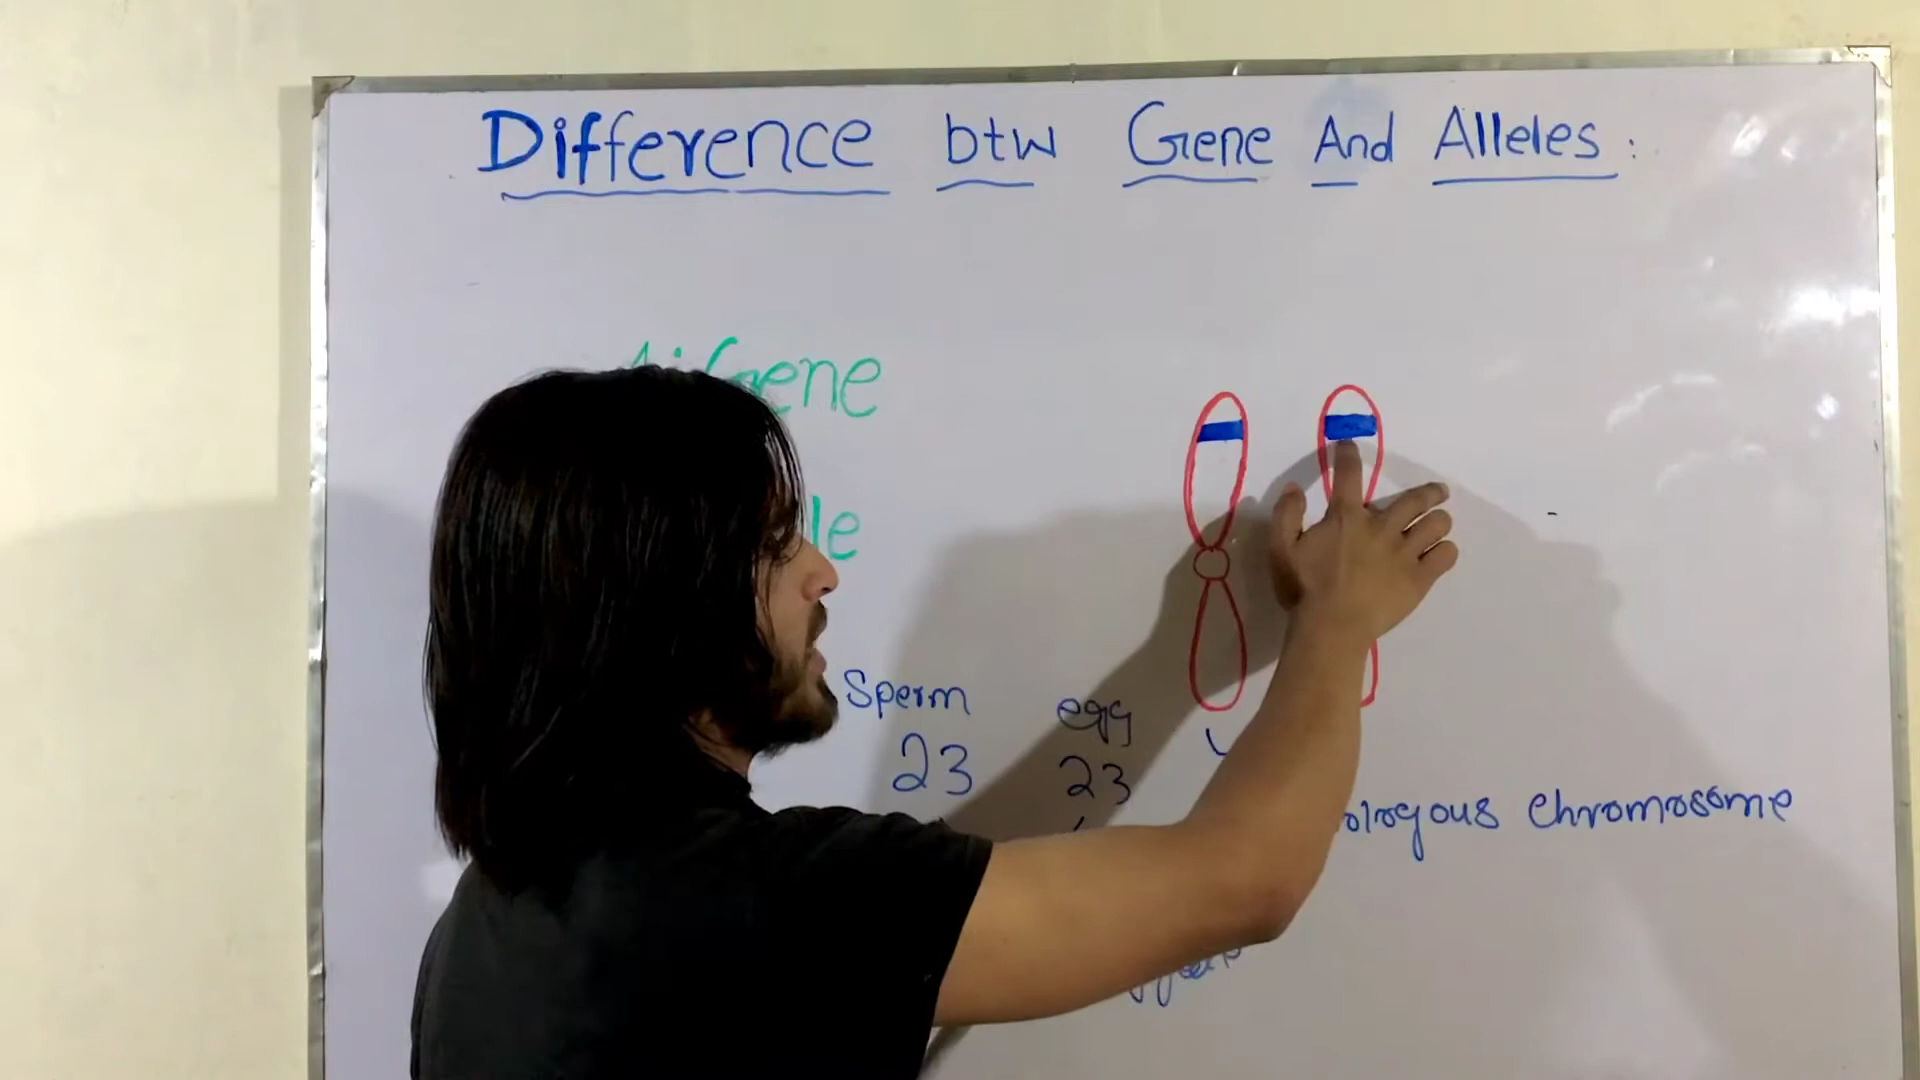 Difference btw Gene And Alleles :
Gene
le
Sperm egg
23 23
ologous chromosome